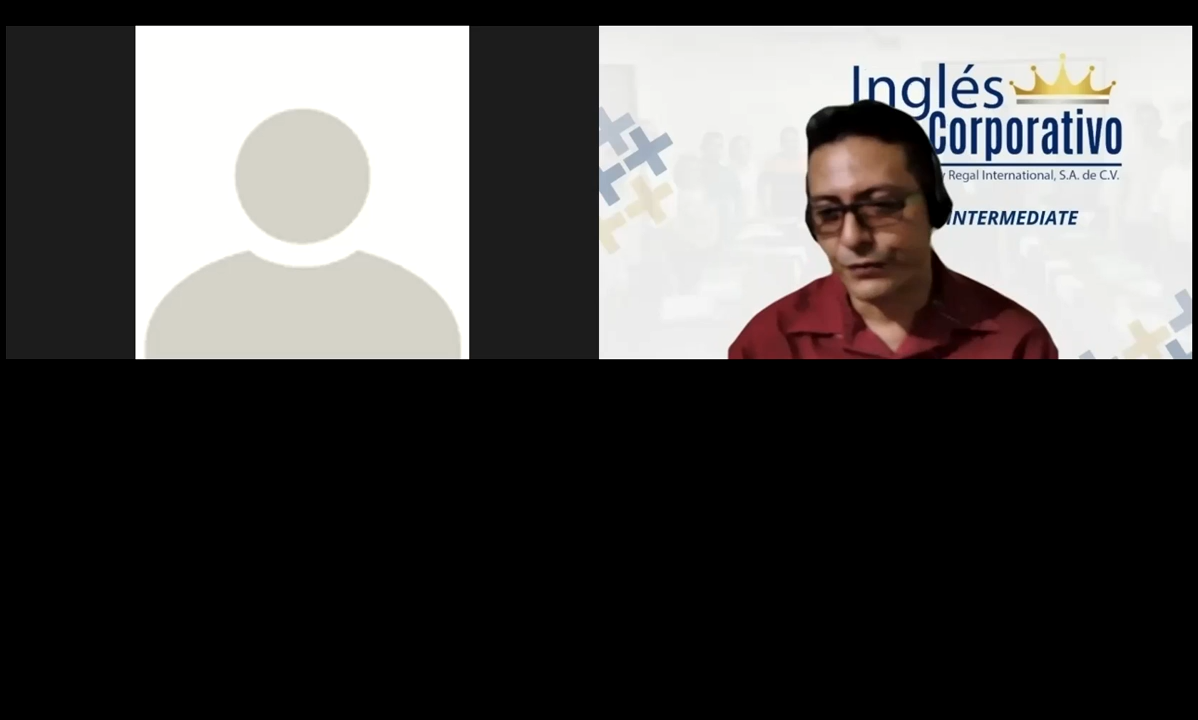 Inglés
Corporativo
Regal International, S.A. de C.V.
INTERMEDIATE